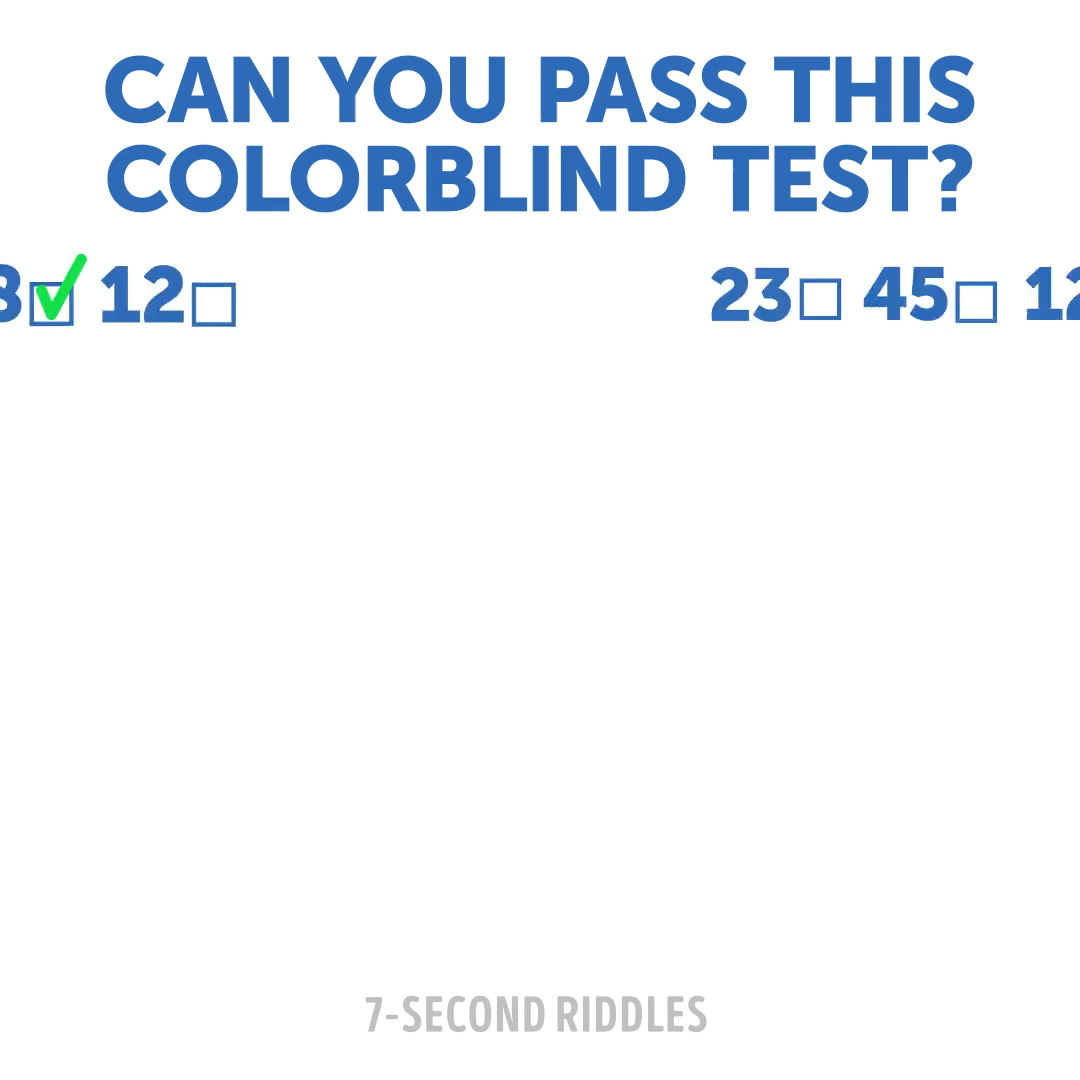 CAN YOU PASS THIS
COLORBLIND TEST?
12 23 45
7-SECOND RIDDLES